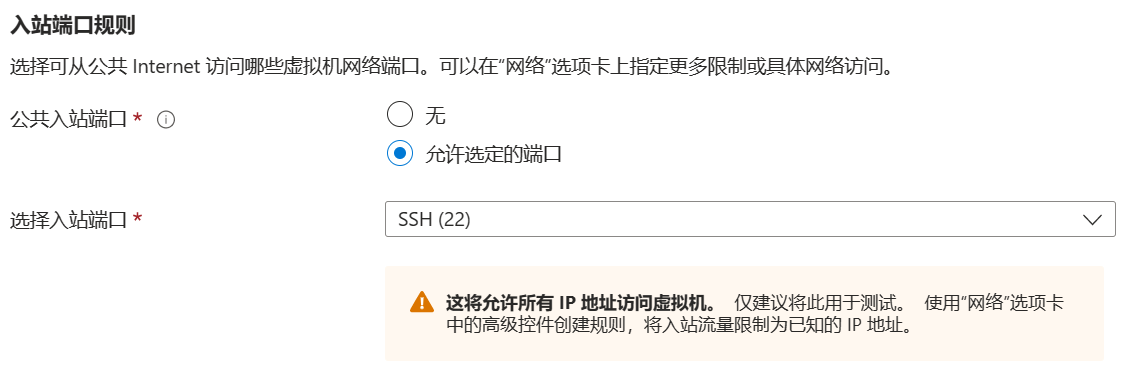 入站端口规则
选择可从公共 Internet 访问哪些虚拟机网络端口。可以在“网络”选项卡上指定更多限制或具体网络访问。
公共入站端口 *
无
允许选定的端口
选择入站端口 *
SSH (22)
这将允许所有 IP 地址访问虚拟机。 仅建议将此用于测试。 使用“网络”选项卡
中的高级控件创建规则，将入站流量限制为已知的 IP 地址。